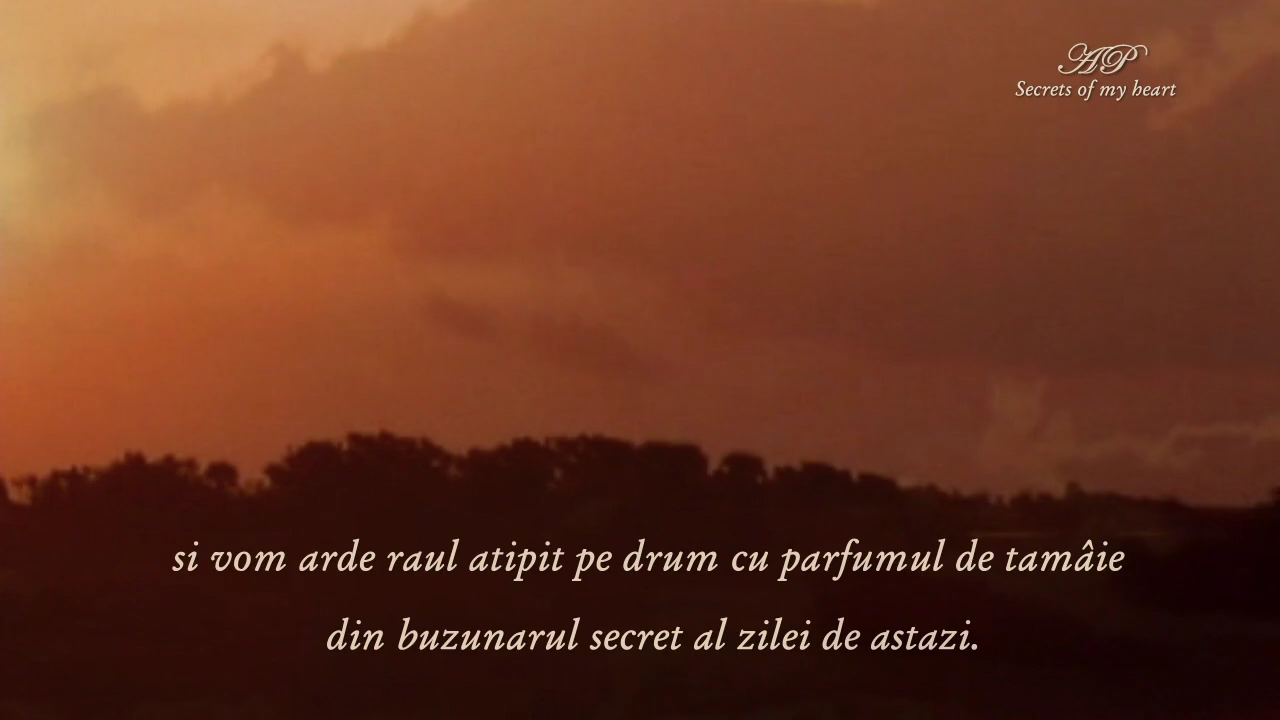 AP
Secrets of my heart
si vom arde raul atipit pe drum cu parfumul de tamâie
din buzunarul secret al zilei de astazi.